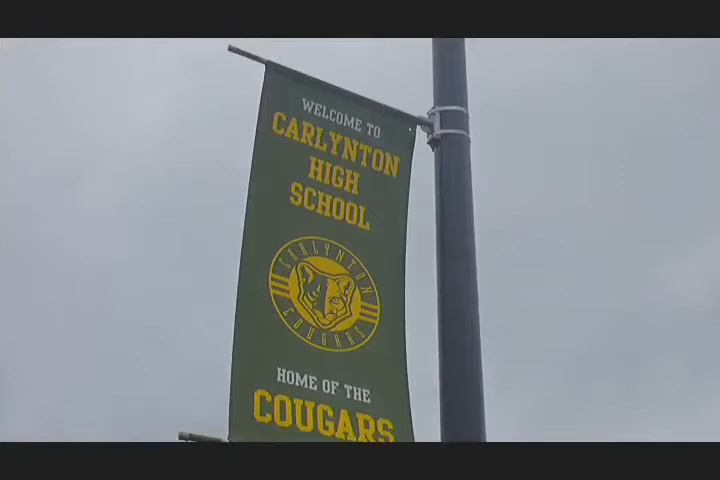 WELCOME TO
CARLYNTON
HIGH
SCHOOL
CARLYNTON
COUGARS
HOME OF THE
COUGARS